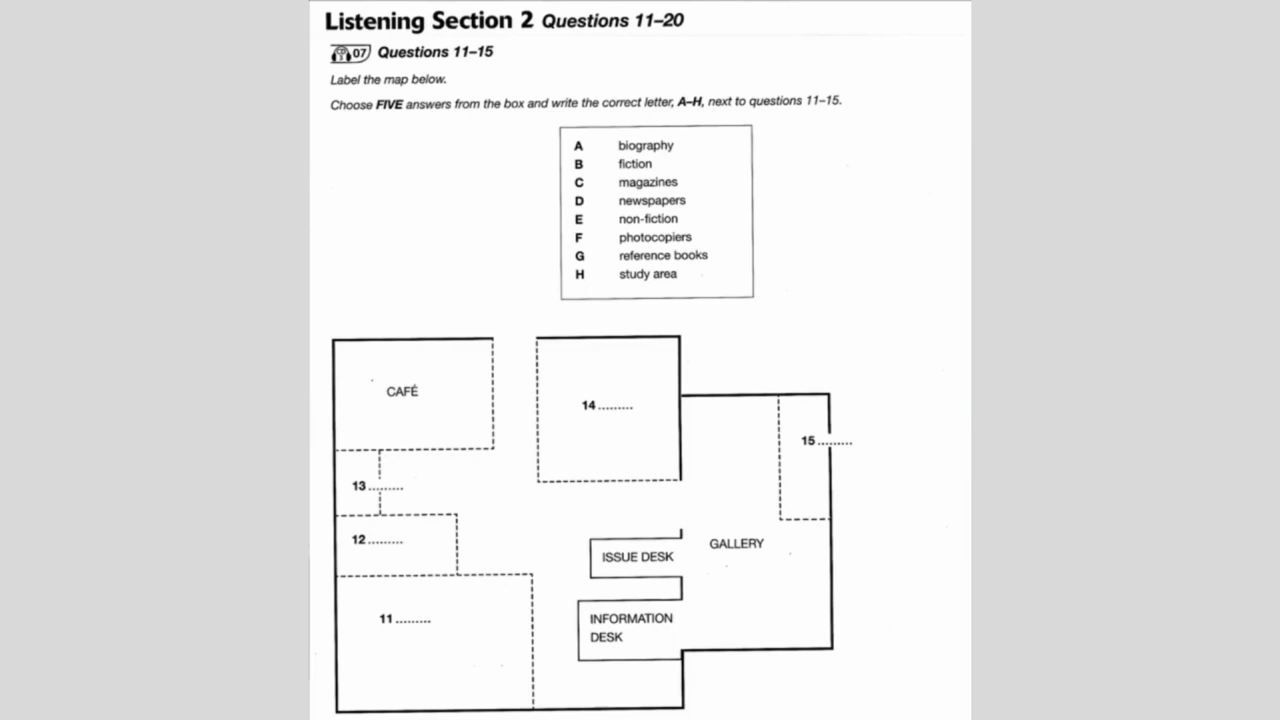 Listening Section 2 Questions 11–20
07 Questions 11–15
Label the map below.
Choose FIVE answers from the box and write the correct letter, A–H, next to questions 11–15.
A biography
B fiction
C magazines
D newspapers
E non-fiction
F photocopiers
G reference books
H study area
CAFÉ
14 .........
15 .........
13 .........
12 .........
ISSUE DESK
GALLERY
11 .........
INFORMATION
DESK